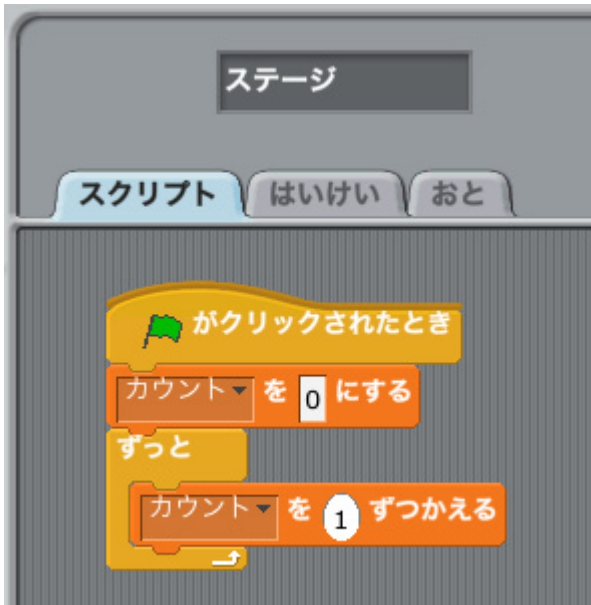 ステージ
スクリプト はいけい おと
がクリックされたとき
カウント を 0 にする
ずっと
カウント を 1 ずつかえる